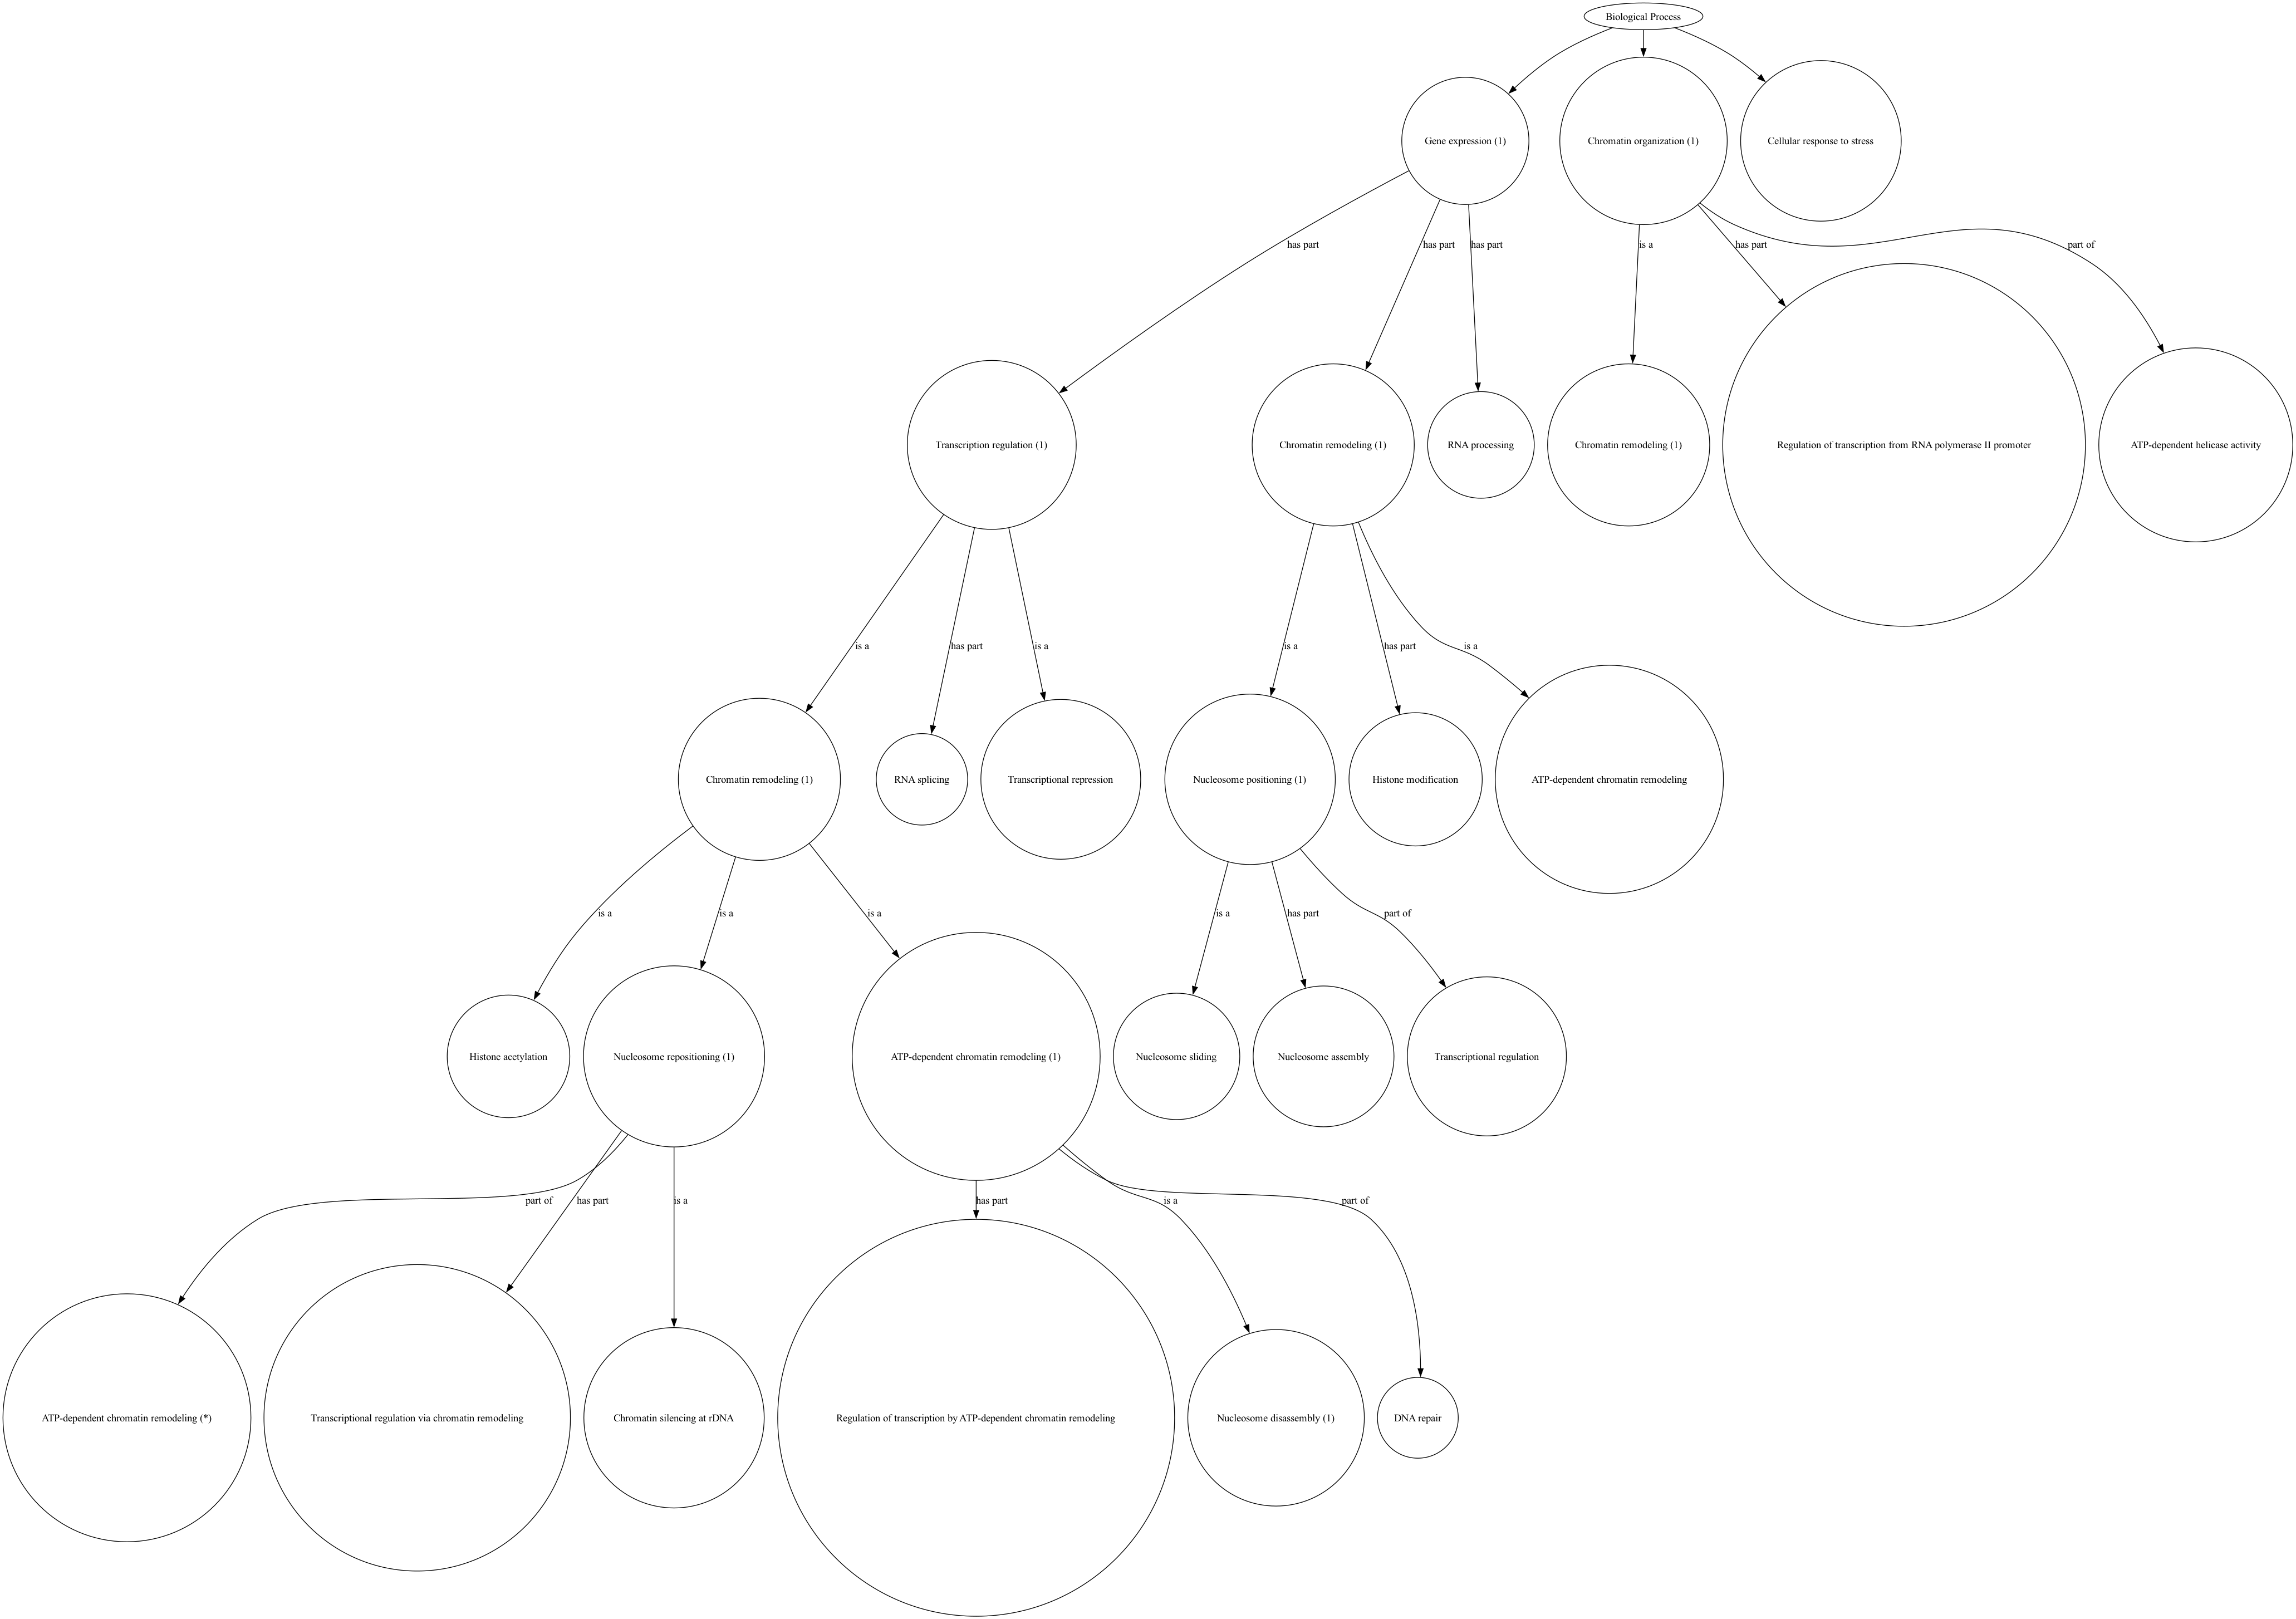 Biological Process
Gene expression (1)
Chromatin organization (1)
Cellular response to stress
has part
has part
has part
is a
has part
part of
Transcription regulation (1)
Chromatin remodeling (1)
RNA processing
Chromatin remodeling (1)
Regulation of transcription from RNA polymerase II promoter
ATP-dependent helicase activity
is a
has part
is a
is a
has part
is a
Chromatin remodeling (1)
RNA splicing
Transcriptional repression
Nucleosome positioning (1)
Histone modification
ATP-dependent chromatin remodeling
is a
is a
is a
is a
has part
part of
Histone acetylation
Nucleosome repositioning (1)
ATP-dependent chromatin remodeling (1)
Nucleosome sliding
Nucleosome assembly
Transcriptional regulation
part of
has part
is a
has part
is a
part of
ATP-dependent chromatin remodeling (*)
Transcriptional regulation via chromatin remodeling
Chromatin silencing at rDNA
Regulation of transcription by ATP-dependent chromatin remodeling
Nucleosome disassembly (1)
DNA repair